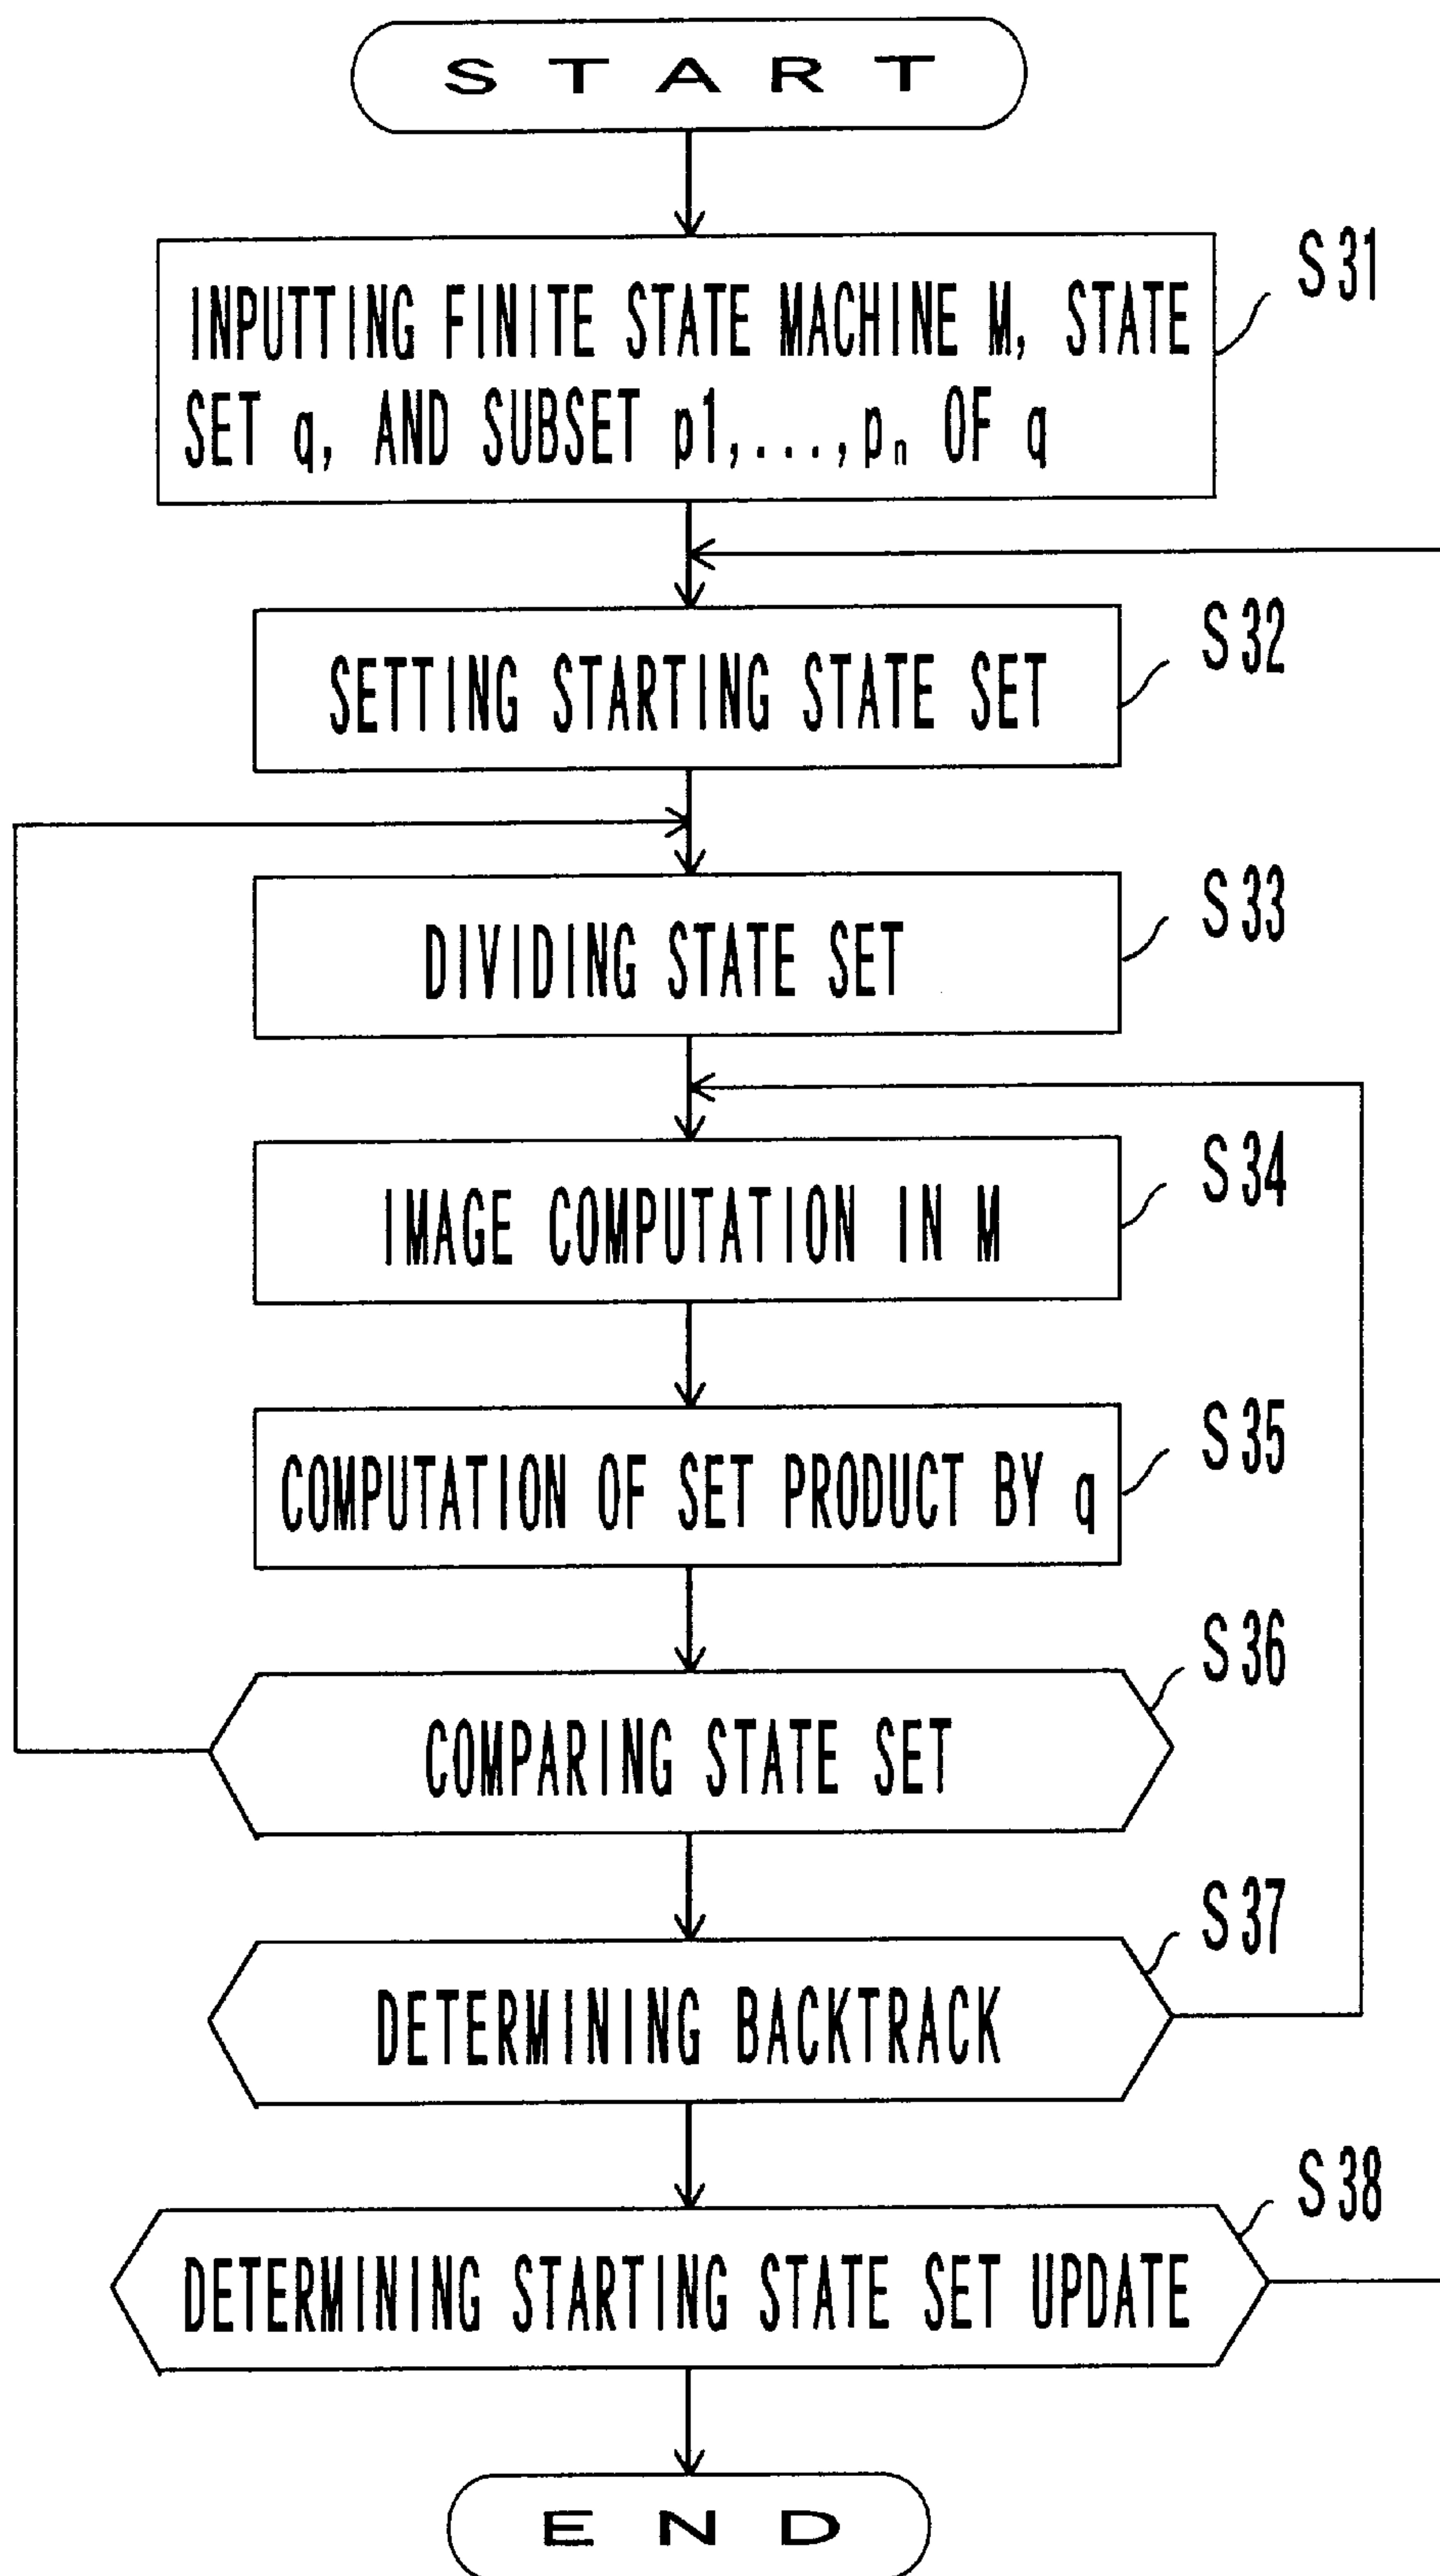 START
S31
INPUTTING FINITE STATE MACHINE M, STATE
SET q, AND SUBSET p1,...,pₙ OF q
S32
SETTING STARTING STATE SET
S33
DIVIDING STATE SET
S34
IMAGE COMPUTATION IN M
S35
COMPUTATION OF SET PRODUCT BY q
S36
COMPARING STATE SET
S37
DETERMINING BACKTRACK
S38
DETERMINING STARTING STATE SET UPDATE
END